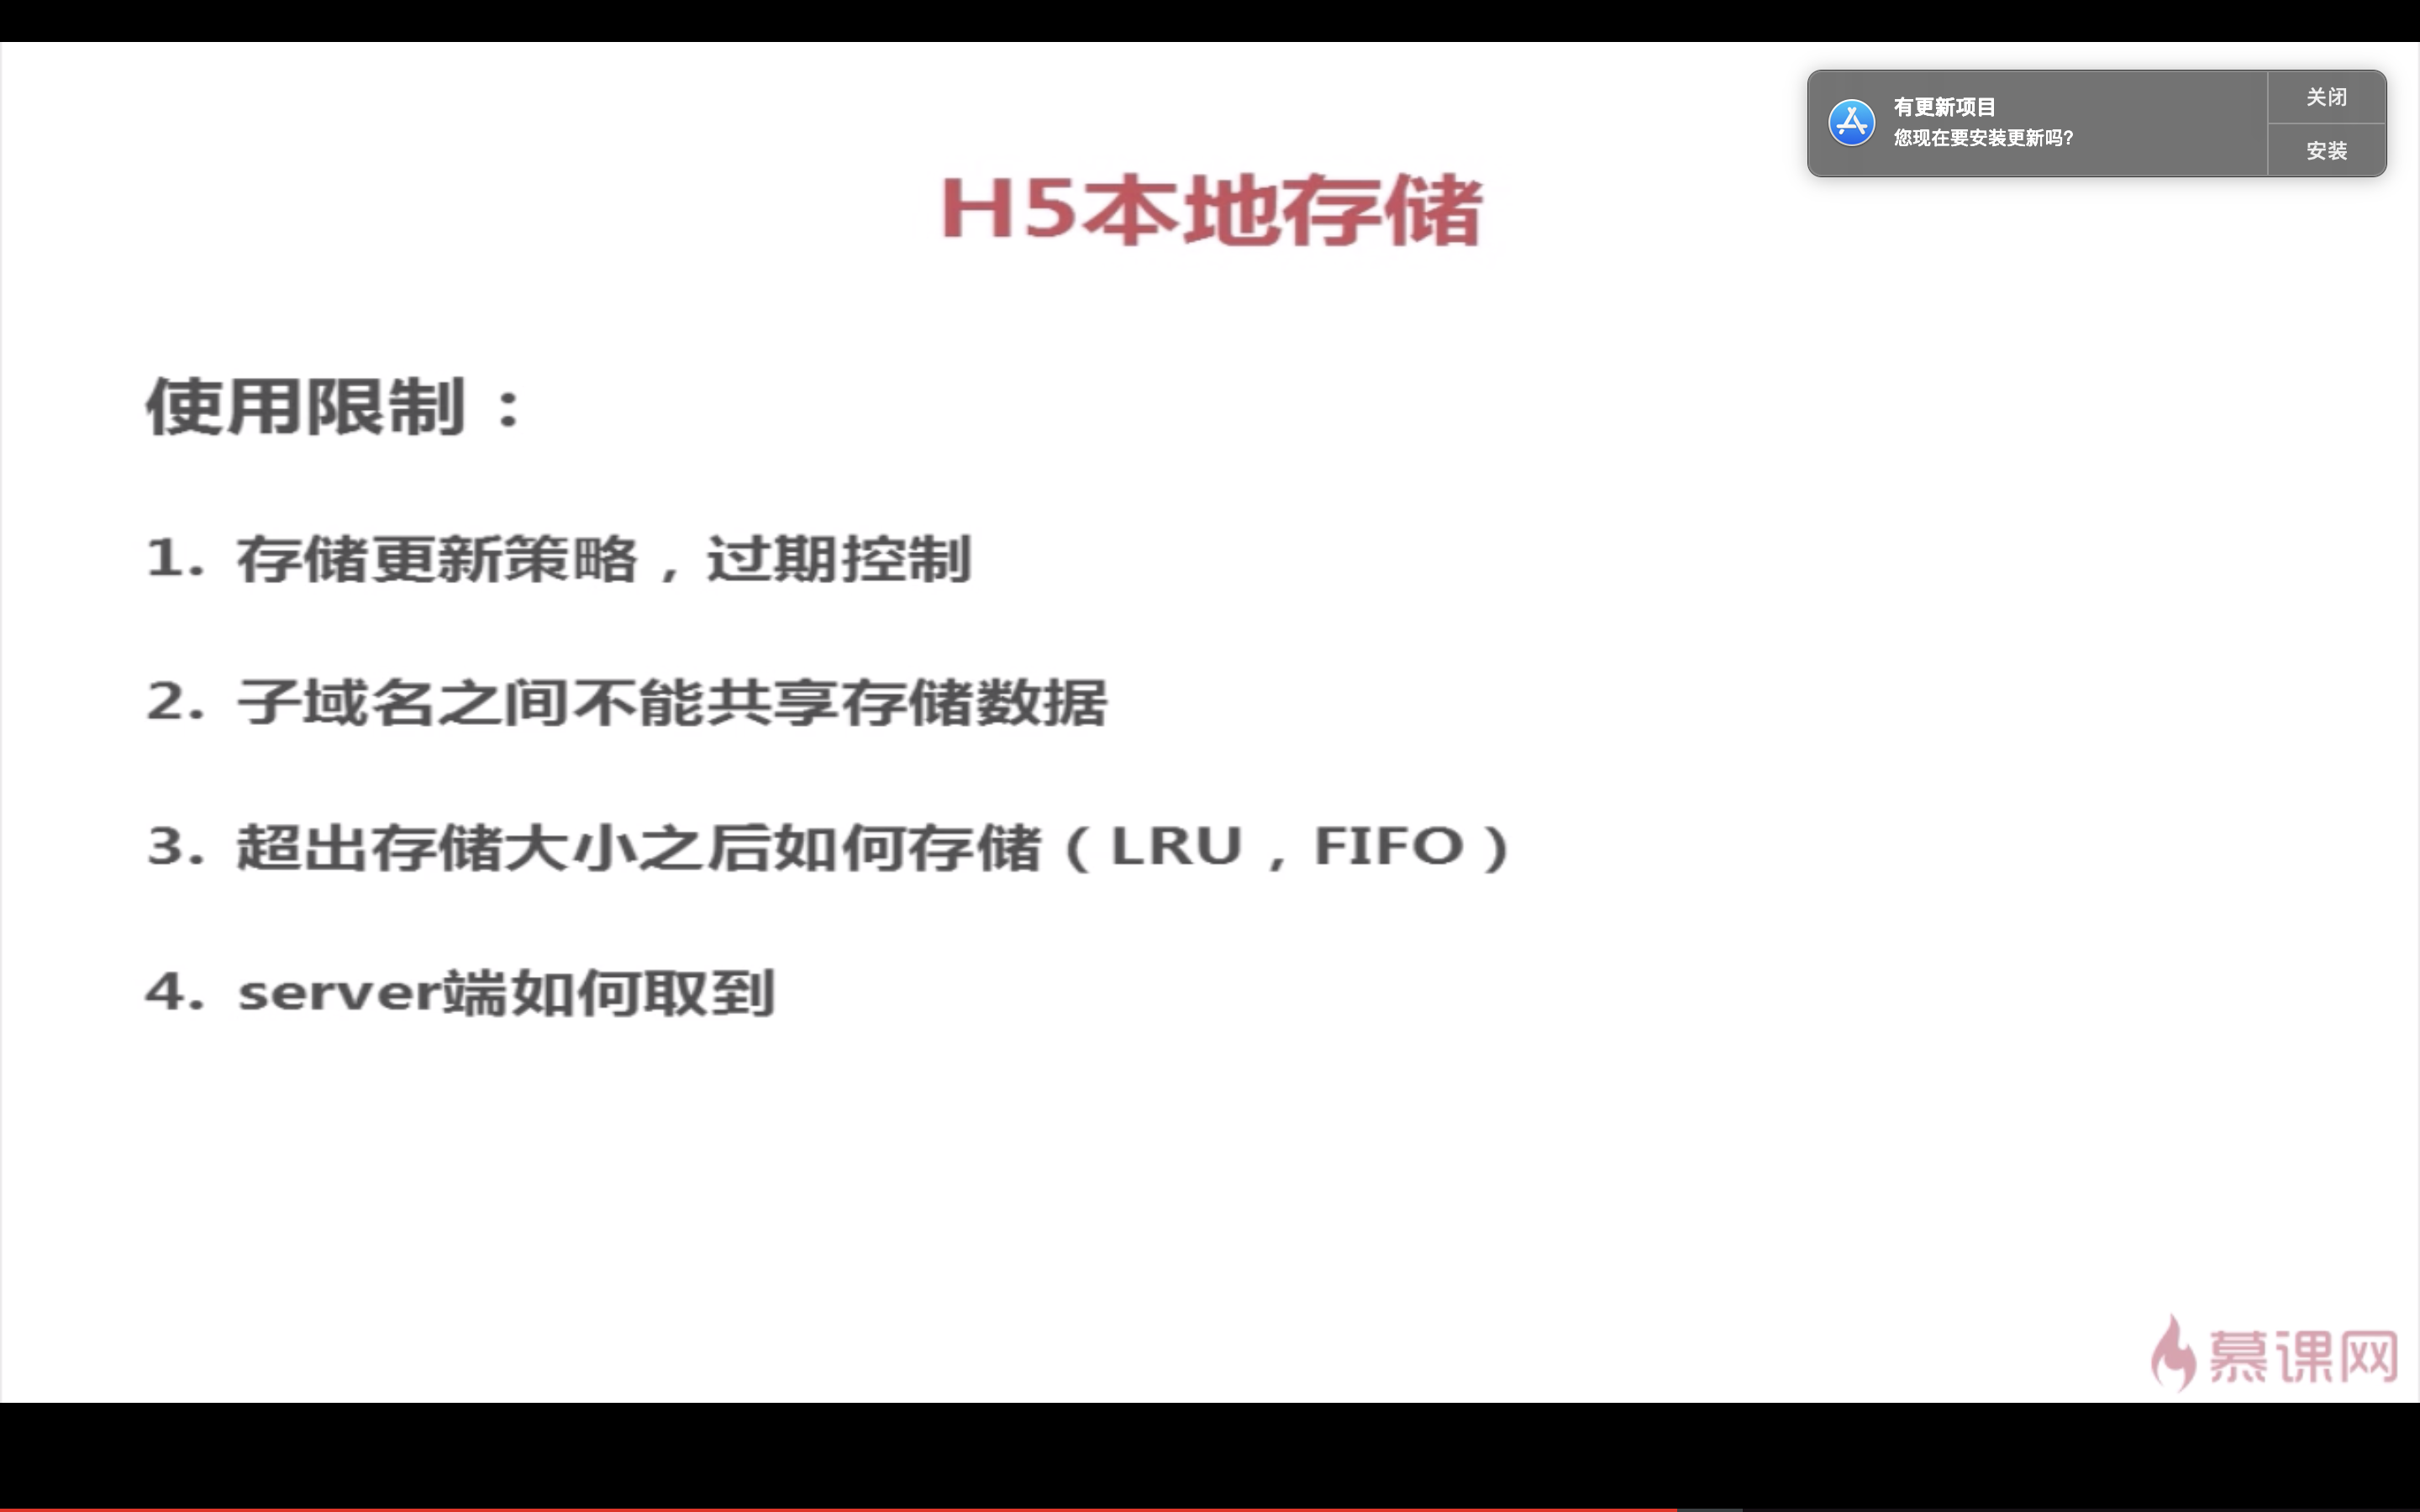 有更新项目
您现在要安装更新吗?
关闭
安装
H5本地存储
使用限制：
1. 存储更新策略，过期控制
2. 子域名之间不能共享存储数据
3. 超出存储大小之后如何存储（LRU，FIFO）
4. server端如何取到
慕课网